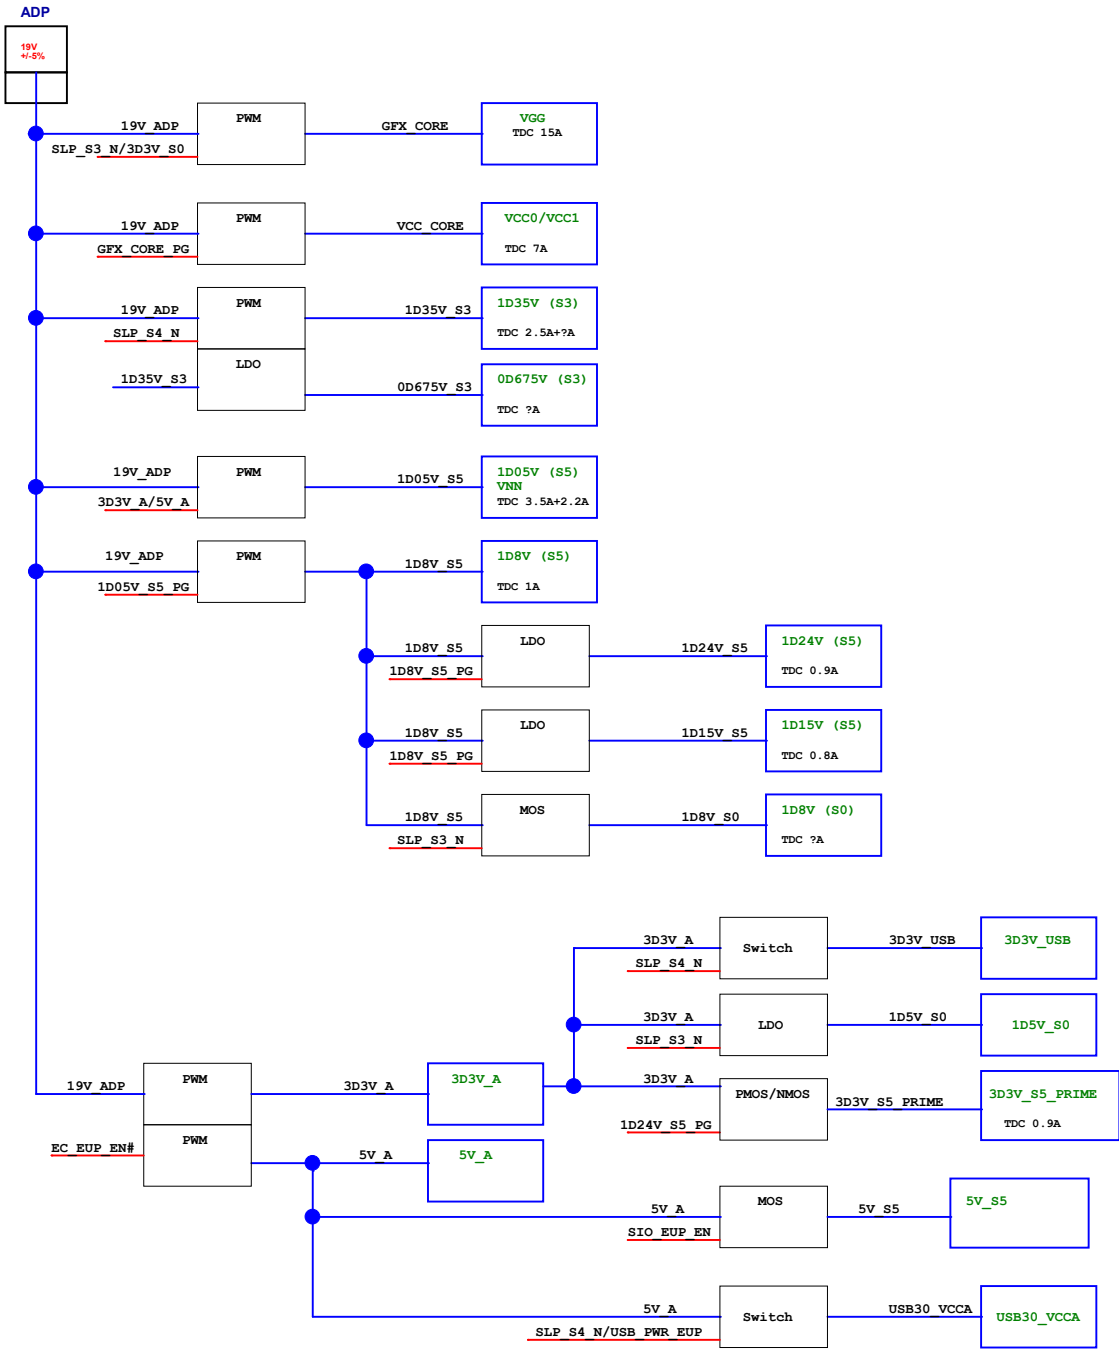 ADP
19V
+/-5%
19V_ADP
PWM
GFX_CORE
VGG
TDC 15A
SLP_S3_N/3D3V_S0
19V_ADP
PWM
VCC_CORE
VCC0/VCC1
TDC 7A
GFX_CORE_PG
19V_ADP
PWM
1D35V_S3
1D35V (S3)
TDC 2.5A+?A
SLP_S4_N
LDO
1D35V_S3
0D675V_S3
0D675V (S3)
TDC ?A
19V_ADP
PWM
1D05V_S5
1D05V (S5)
VNN
TDC 3.5A+2.2A
3D3V_A/5V_A
19V_ADP
PWM
1D8V_S5
1D8V (S5)
TDC 1A
1D05V_S5_PG
1D8V_S5
LDO
1D24V_S5
1D24V (S5)
TDC 0.9A
1D8V_S5_PG
1D8V_S5
LDO
1D15V_S5
1D15V (S5)
TDC 0.8A
1D8V_S5_PG
1D8V_S5
MOS
1D8V_S0
1D8V (S0)
TDC ?A
SLP_S3_N
3D3V_A
Switch
3D3V_USB
3D3V_USB
SLP_S4_N
3D3V_A
LDO
1D5V_S0
1D5V_S0
SLP_S3_N
19V_ADP
PWM
3D3V_A
3D3V_A
3D3V_A
PMOS/NMOS
3D3V_S5_PRIME
3D3V_S5_PRIME
TDC 0.9A
1D24V_S5_PG
EC_EUP_EN#
PWM
5V_A
5V_A
5V_A
MOS
5V_S5
5V_S5
SIO_EUP_EN
5V_A
Switch
USB30_VCCA
USB30_VCCA
SLP_S4_N/USB_PWR_EUP